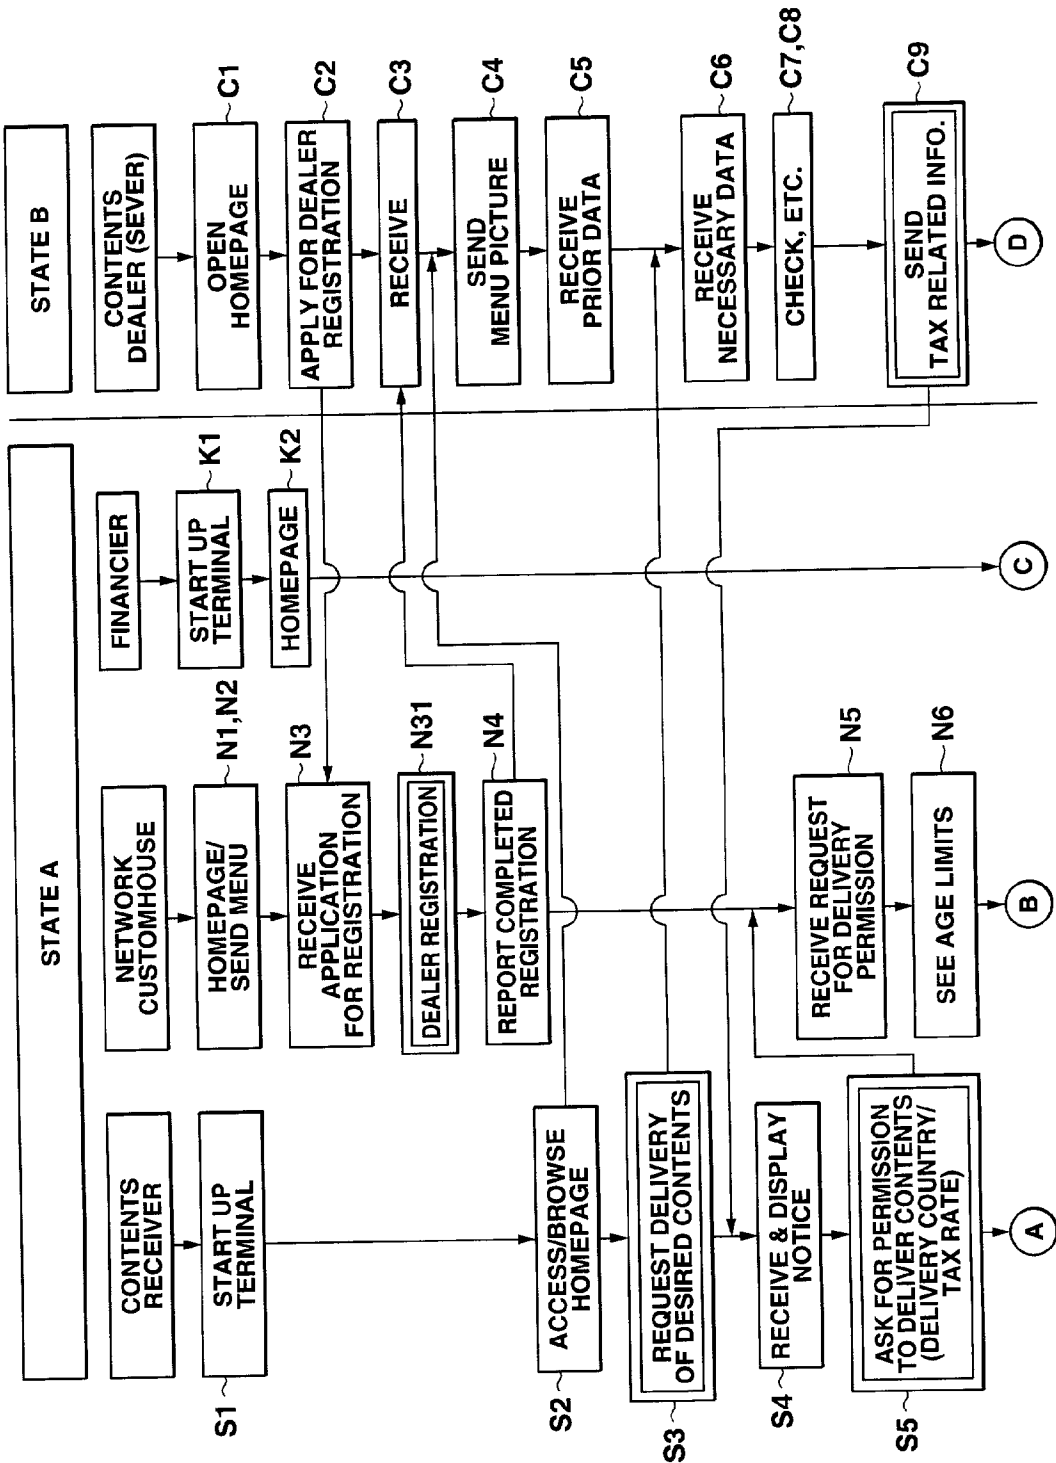 STATE A
STATE B
CONTENTS
RECEIVER
S1
START UP
TERMINAL
S2
ACCESS/BROWSE
HOMEPAGE
S3
REQUEST DELIVERY
OF DESIRED CONTENTS
S4
RECEIVE & DISPLAY
NOTICE
S5
ASK FOR PERMISSION
TO DELIVER CONTENTS
(DELIVERY COUNTRY/
TAX RATE)
A
NETWORK
CUSTOMHOUSE
HOMEPAGE/
SEND MENU
N1,N2
RECEIVE
APPLICATION
FOR REGISTRATION
N3
DEALER REGISTRATION
N31
REPORT COMPLETED
REGISTRATION
N4
RECEIVE REQUEST
FOR DELIVERY
PERMISSION
N5
SEE AGE LIMITS
N6
B
FINANCIER
START UP
TERMINAL
K1
HOMEPAGE
K2
C
CONTENTS
DEALER (SEVER)
OPEN
HOMEPAGE
C1
APPLY FOR DEALER
REGISTRATION
C2
RECEIVE
C3
SEND
MENU PICTURE
C4
RECEIVE
PRIOR DATA
C5
RECEIVE
NECESSARY DATA
C6
CHECK, ETC.
C7,C8
SEND
TAX RELATED INFO.
C9
D